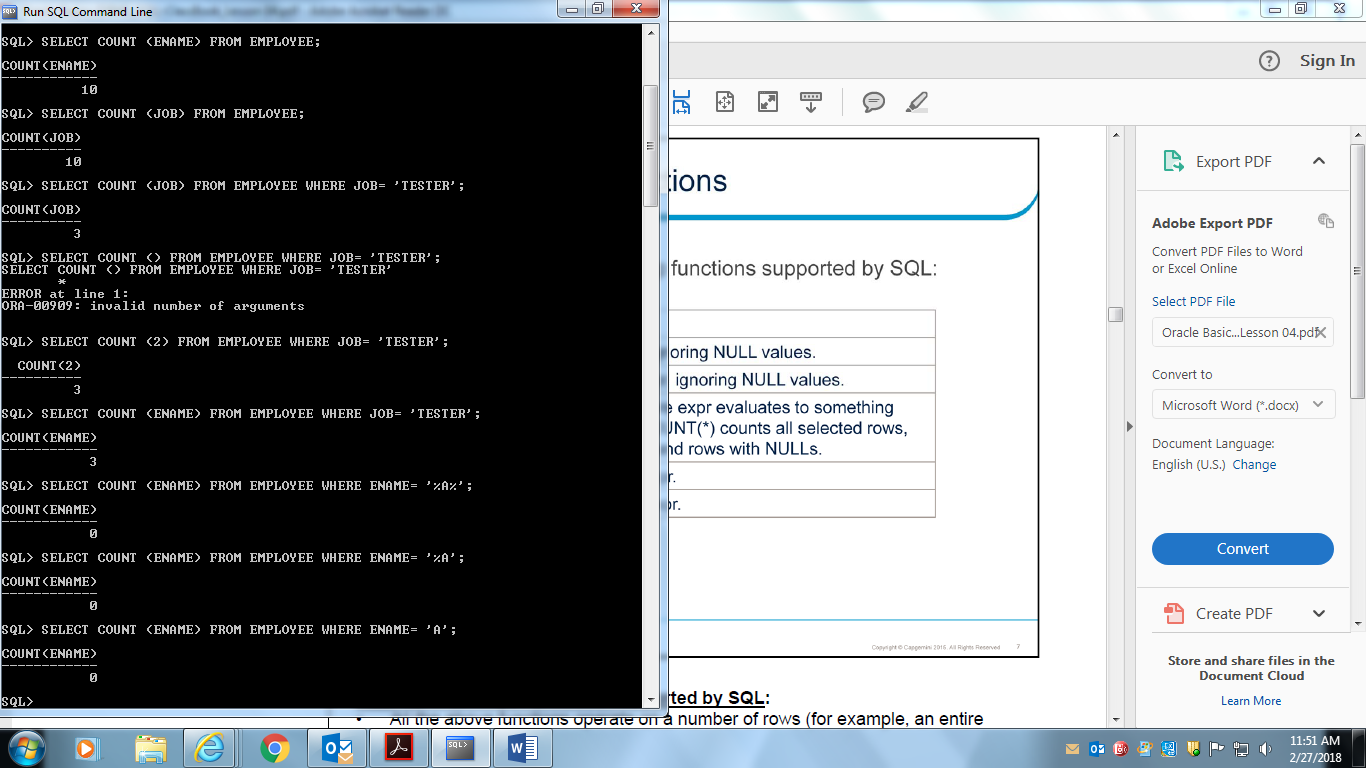 Run SQL Command Line
SQL> SELECT COUNT (ENAME) FROM EMPLOYEE;
COUNT(ENAME)
------------
10
SQL> SELECT COUNT (JOB) FROM EMPLOYEE;
COUNT(JOB)
----------
10
SQL> SELECT COUNT (JOB) FROM EMPLOYEE WHERE JOB= 'TESTER';
COUNT(JOB)
----------
3
SQL> SELECT COUNT () FROM EMPLOYEE WHERE JOB= 'TESTER';
SELECT COUNT () FROM EMPLOYEE WHERE JOB= 'TESTER'
*
ERROR at line 1:
ORA-00909: invalid number of arguments
SQL> SELECT COUNT (2) FROM EMPLOYEE WHERE JOB= 'TESTER';
COUNT(2)
----------
3
SQL> SELECT COUNT (ENAME) FROM EMPLOYEE WHERE JOB= 'TESTER';
COUNT(ENAME)
------------
3
SQL> SELECT COUNT (ENAME) FROM EMPLOYEE WHERE ENAME= '%A%';
COUNT(ENAME)
------------
0
SQL> SELECT COUNT (ENAME) FROM EMPLOYEE WHERE ENAME= '%A';
COUNT(ENAME)
------------
0
SQL> SELECT COUNT (ENAME) FROM EMPLOYEE WHERE ENAME= 'A';
COUNT(ENAME)
------------
0
SQL>
Sign In
tions
functions supported by SQL:
oring NULL values.
ignoring NULL values.
e expr evaluates to something
UNT(*) counts all selected rows,
nd rows with NULLs.
r.
or.
Copyright © Capgemini 2016. All Rights Reserved 7
rted by SQL:
• All the above functions operate on a number of rows (for example, an entire
Export PDF
Adobe Export PDF
Convert PDF Files to Word
or Excel Online
Select PDF File
Oracle Basic...Lesson 04.pdf
Convert to
Microsoft Word (*.docx)
Document Language:
English (U.S.) Change
Convert
Create PDF
Store and share files in the
Document Cloud
Learn More
SQL>
11:51 AM
2/27/2018